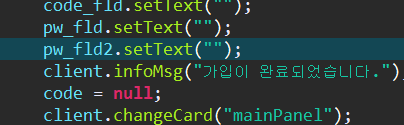 code_fld.setText("");
pw_fld.setText("");
pw_fld2.setText("");
client.infoMsg("가입이 완료되었습니다.")
code = null;
client.changeCard("mainPanel");